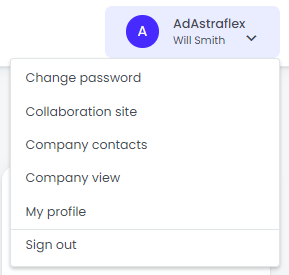 A
AdAstraflex
Will Smith
Change password
Collaboration site
Company contacts
Company view
My profile
Sign out